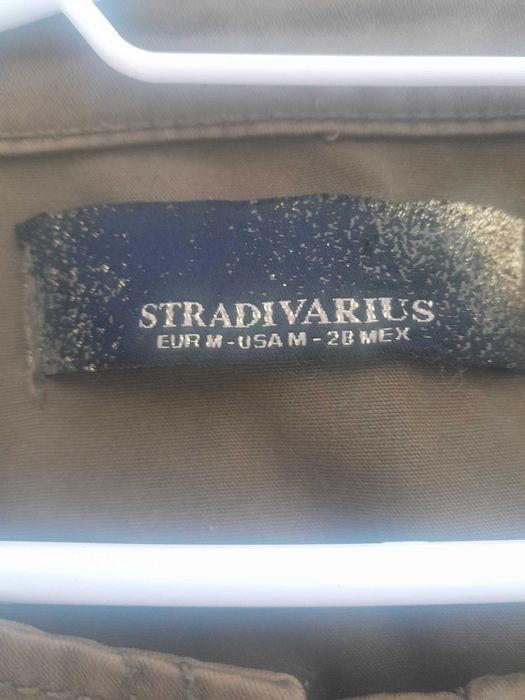 STRADIVARIUS
EUR M - USA M - 28 MEX